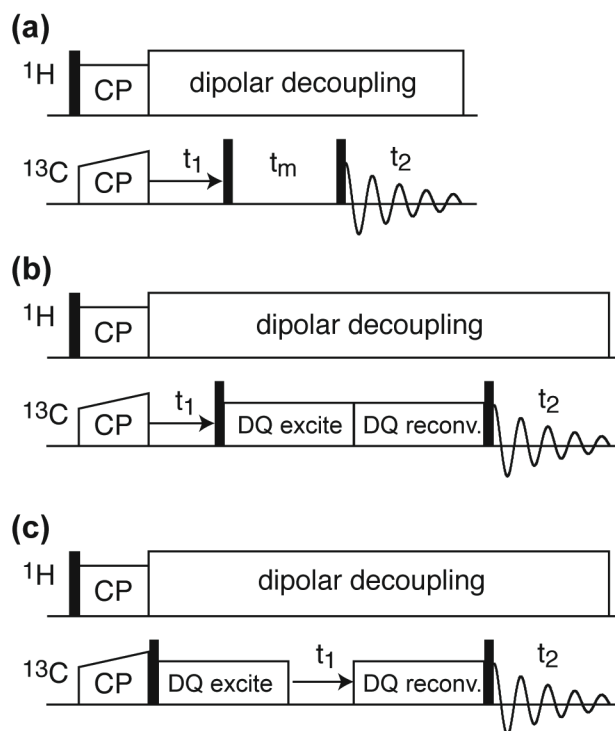 (a)
¹H
CP
dipolar decoupling
¹³C
CP
t₁
tₘ
t₂
(b)
¹H
CP
dipolar decoupling
¹³C
CP
t₁
DQ excite
DQ reconv.
t₂
(c)
¹H
CP
dipolar decoupling
¹³C
CP
DQ excite
t₁
DQ reconv.
t₂